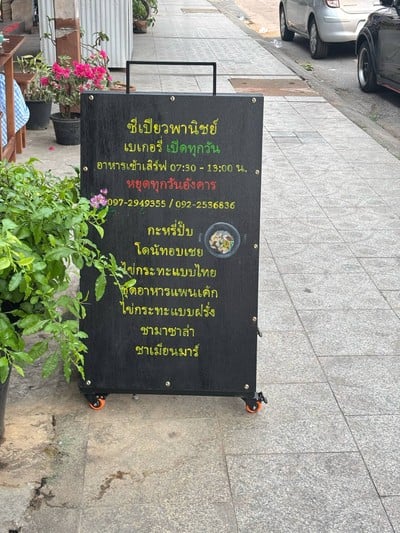 ซีเปียวพานิชย์
เบเกอรี่ เปิดทุกวัน
อาหารเช้าเสิร์ฟ 07:30 - 13:00 น.
หยุดทุกวันอังคาร
097-2949355 / 092-2536836
กะหรี่ปั๊บ
โดนัทอบเชย
ไข่กระทะแบบไทย
ชุดอาหารแพนเค้ก
ไข่กระทะแบบฝรั่ง
ชามาซาล่า
ชาเมียนมาร์